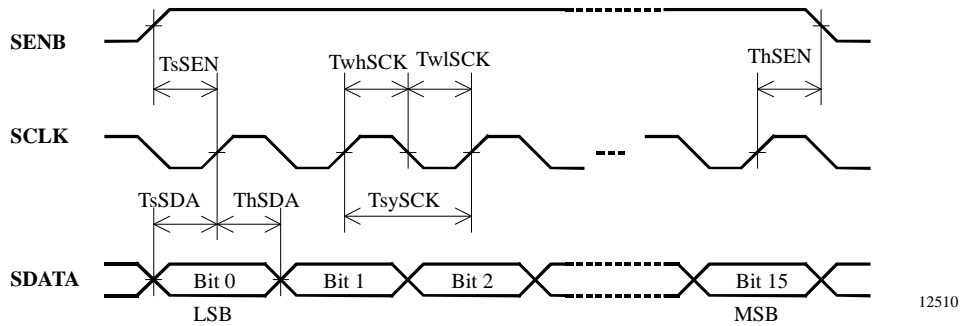 SENB
TsSEN
TwhSCK
TwlSCK
ThSEN
SCLK
TsSDA
ThSDA
TsySCK
SDATA
Bit 0
Bit 1
Bit 2
Bit 15
LSB
MSB
12510